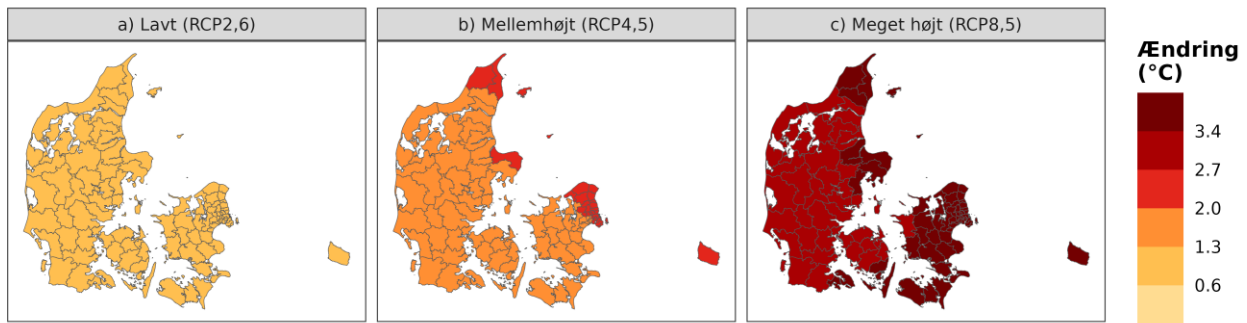 a) Lavt (RCP2,6)
b) Mellemhøjt (RCP4,5)
c) Meget højt (RCP8,5)
Ændring
(°C)
3.4
2.7
2.0
1.3
0.6